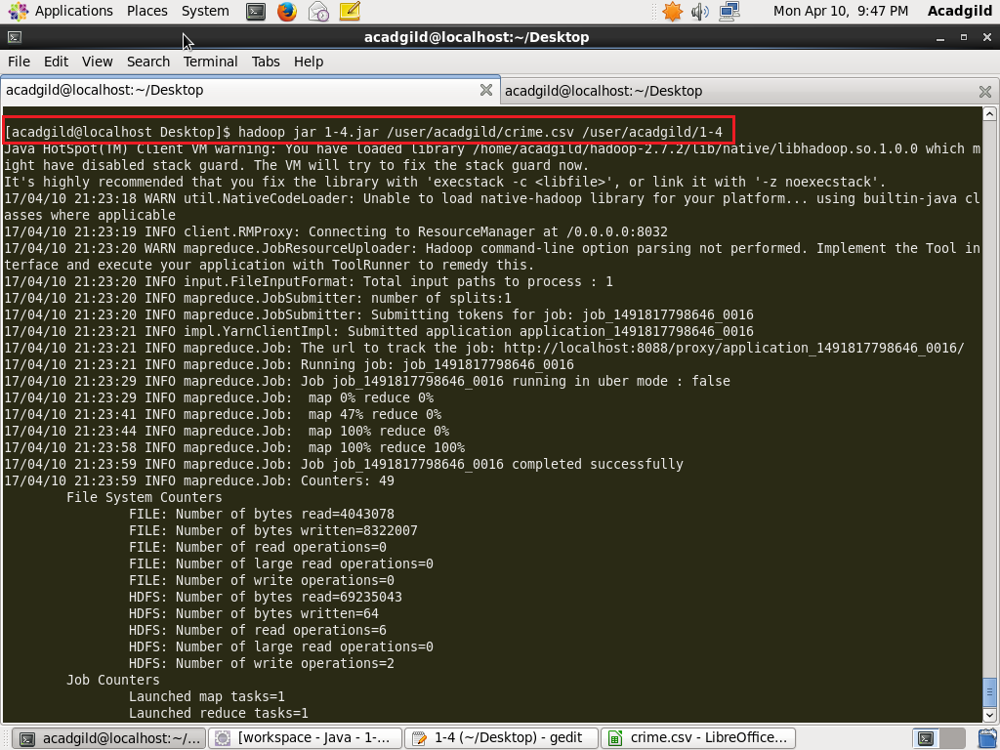 Applications Places System Mon Apr 10, 9:47 PM Acadgild
acadgild@localhost:~/Desktop
File Edit View Search Terminal Tabs Help
acadgild@localhost:~/Desktop acadgild@localhost:~/Desktop
[acadgild@localhost Desktop]$ hadoop jar 1-4.jar /user/acadgild/crime.csv /user/acadgild/1-4
Java HotSpot(TM) Client VM warning: You have loaded library /home/acadgild/hadoop-2.7.2/lib/native/libhadoop.so.1.0.0 which m
ight have disabled stack guard. The VM will try to fix the stack guard now.
It's highly recommended that you fix the library with 'execstack -c <libfile>', or link it with '-z noexecstack'.
17/04/10 21:23:18 WARN util.NativeCodeLoader: Unable to load native-hadoop library for your platform... using builtin-java cl
asses where applicable
17/04/10 21:23:19 INFO client.RMProxy: Connecting to ResourceManager at /0.0.0.0:8032
17/04/10 21:23:20 WARN mapreduce.JobResourceUploader: Hadoop command-line option parsing not performed. Implement the Tool in
terface and execute your application with ToolRunner to remedy this.
17/04/10 21:23:20 INFO input.FileInputFormat: Total input paths to process : 1
17/04/10 21:23:20 INFO mapreduce.JobSubmitter: number of splits:1
17/04/10 21:23:20 INFO mapreduce.JobSubmitter: Submitting tokens for job: job_1491817798646_0016
17/04/10 21:23:21 INFO impl.YarnClientImpl: Submitted application application_1491817798646_0016
17/04/10 21:23:21 INFO mapreduce.Job: The url to track the job: http://localhost:8088/proxy/application_1491817798646_0016/
17/04/10 21:23:21 INFO mapreduce.Job: Running job: job_1491817798646_0016
17/04/10 21:23:29 INFO mapreduce.Job: Job job_1491817798646_0016 running in uber mode : false
17/04/10 21:23:29 INFO mapreduce.Job:  map 0% reduce 0%
17/04/10 21:23:41 INFO mapreduce.Job:  map 47% reduce 0%
17/04/10 21:23:44 INFO mapreduce.Job:  map 100% reduce 0%
17/04/10 21:23:58 INFO mapreduce.Job:  map 100% reduce 100%
17/04/10 21:23:59 INFO mapreduce.Job: Job job_1491817798646_0016 completed successfully
17/04/10 21:23:59 INFO mapreduce.Job: Counters: 49
File System Counters
FILE: Number of bytes read=4043078
FILE: Number of bytes written=8322007
FILE: Number of read operations=0
FILE: Number of large read operations=0
FILE: Number of write operations=0
HDFS: Number of bytes read=69235043
HDFS: Number of bytes written=64
HDFS: Number of read operations=6
HDFS: Number of large read operations=0
HDFS: Number of write operations=2
Job Counters
Launched map tasks=1
Launched reduce tasks=1
acadgild@localhost:~/... [workspace - Java - 1-... 1-4 (~/Desktop) - gedit crime.csv - LibreOffice...